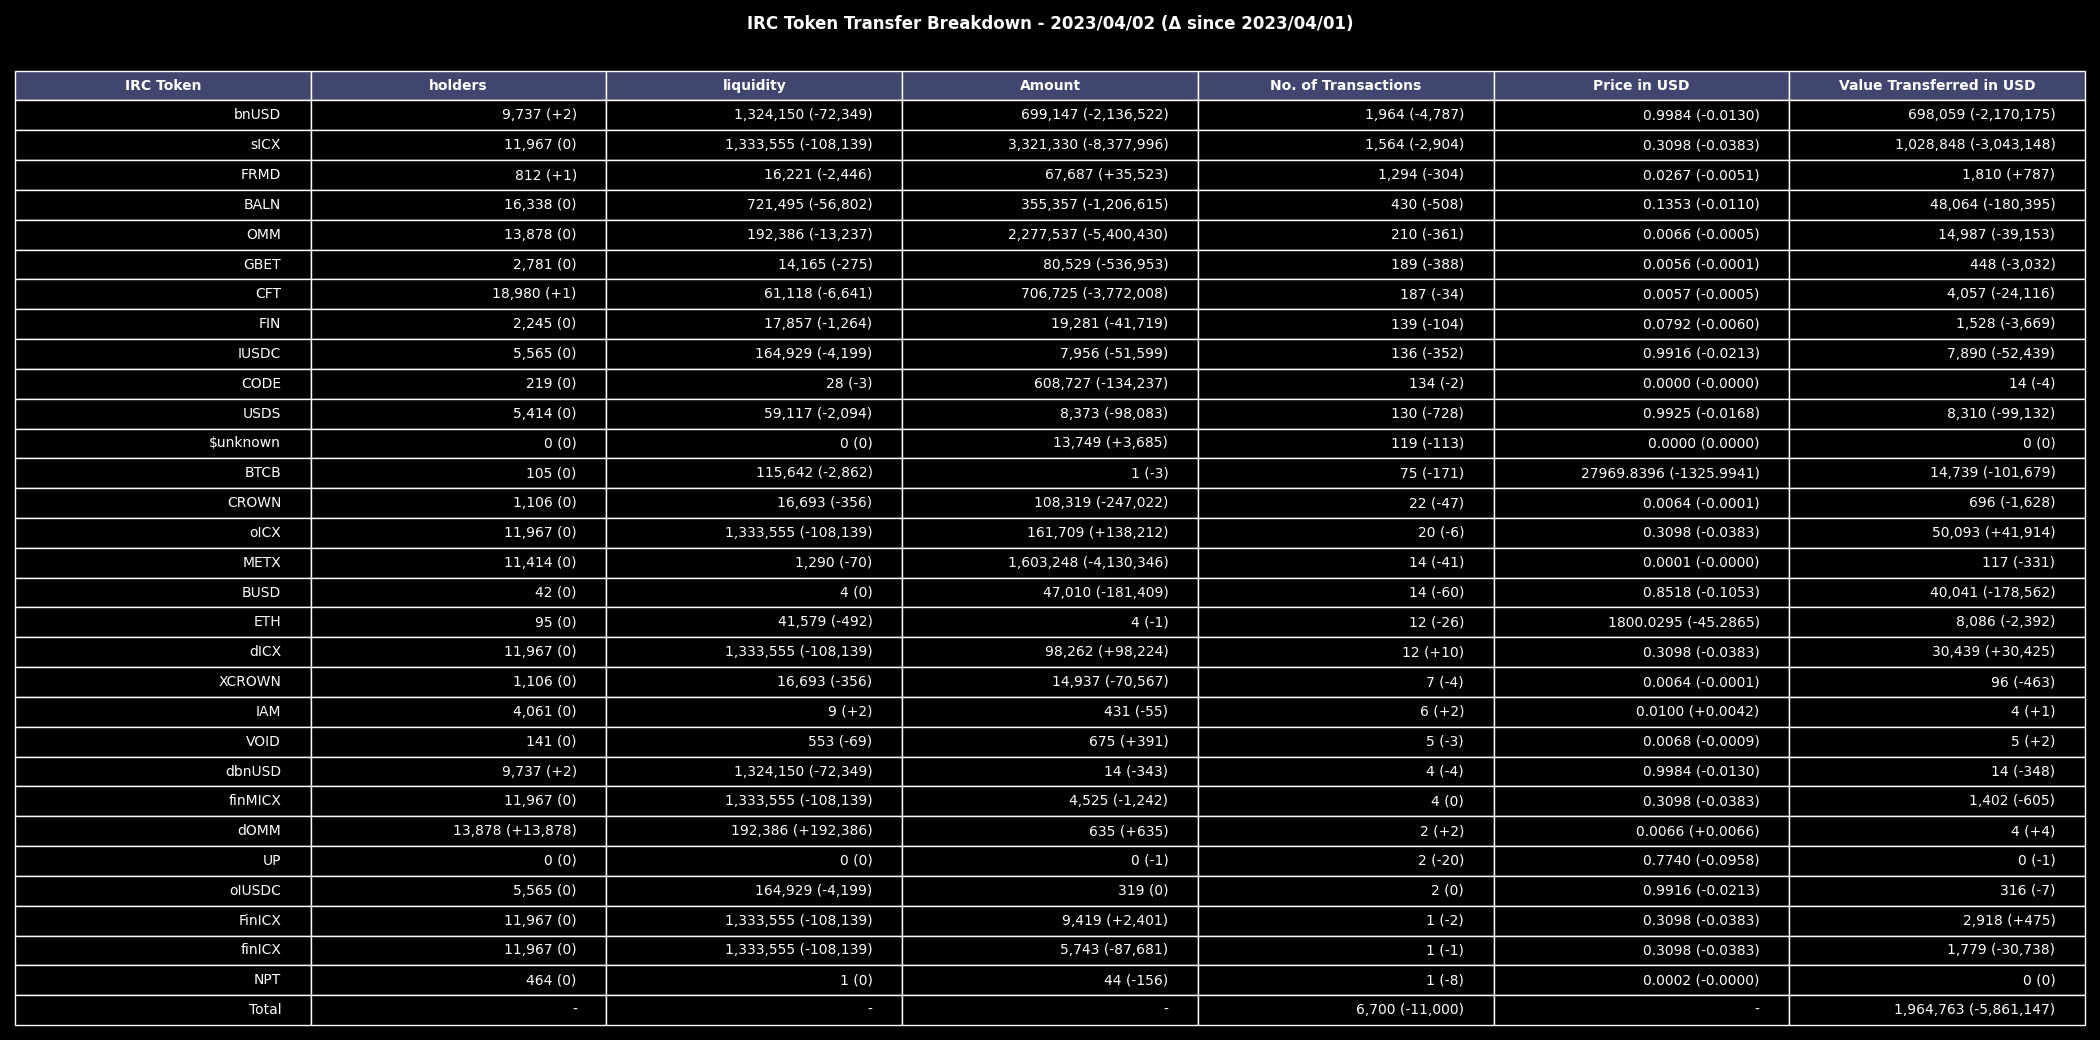 IRC Token Transfer Breakdown - 2023/04/02 (Δ since 2023/04/01)
IRC Token holders liquidity Amount No. of Transactions Price in USD Value Transferred in USD
bnUSD 9,737 (+2) 1,324,150 (-72,349) 699,147 (-2,136,522) 1,964 (-4,787) 0.9984 (-0.0130) 698,059 (-2,170,175)
sICX 11,967 (0) 1,333,555 (-108,139) 3,321,330 (-8,377,996) 1,564 (-2,904) 0.3098 (-0.0383) 1,028,848 (-3,043,148)
FRMD 812 (+1) 16,221 (-2,446) 67,687 (+35,523) 1,294 (-304) 0.0267 (-0.0051) 1,810 (+787)
BALN 16,338 (0) 721,495 (-56,802) 355,357 (-1,206,615) 430 (-508) 0.1353 (-0.0110) 48,064 (-180,395)
OMM 13,878 (0) 192,386 (-13,237) 2,277,537 (-5,400,430) 210 (-361) 0.0066 (-0.0005) 14,987 (-39,153)
GBET 2,781 (0) 14,165 (-275) 80,529 (-536,953) 189 (-388) 0.0056 (-0.0001) 448 (-3,032)
CFT 18,980 (+1) 61,118 (-6,641) 706,725 (-3,772,008) 187 (-34) 0.0057 (-0.0005) 4,057 (-24,116)
FIN 2,245 (0) 17,857 (-1,264) 19,281 (-41,719) 139 (-104) 0.0792 (-0.0060) 1,528 (-3,669)
IUSDC 5,565 (0) 164,929 (-4,199) 7,956 (-51,599) 136 (-352) 0.9916 (-0.0213) 7,890 (-52,439)
CODE 219 (0) 28 (-3) 608,727 (-134,237) 134 (-2) 0.0000 (-0.0000) 14 (-4)
USDS 5,414 (0) 59,117 (-2,094) 8,373 (-98,083) 130 (-728) 0.9925 (-0.0168) 8,310 (-99,132)
$unknown 0 (0) 0 (0) 13,749 (+3,685) 119 (-113) 0.0000 (0.0000) 0 (0)
BTCB 105 (0) 115,642 (-2,862) 1 (-3) 75 (-171) 27969.8396 (-1325.9941) 14,739 (-101,679)
CROWN 1,106 (0) 16,693 (-356) 108,319 (-247,022) 22 (-47) 0.0064 (-0.0001) 696 (-1,628)
oICX 11,967 (0) 1,333,555 (-108,139) 161,709 (+138,212) 20 (-6) 0.3098 (-0.0383) 50,093 (+41,914)
METX 11,414 (0) 1,290 (-70) 1,603,248 (-4,130,346) 14 (-41) 0.0001 (-0.0000) 117 (-331)
BUSD 42 (0) 4 (0) 47,010 (-181,409) 14 (-60) 0.8518 (-0.1053) 40,041 (-178,562)
ETH 95 (0) 41,579 (-492) 4 (-1) 12 (-26) 1800.0295 (-45.2865) 8,086 (-2,392)
dICX 11,967 (0) 1,333,555 (-108,139) 98,262 (+98,224) 12 (+10) 0.3098 (-0.0383) 30,439 (+30,425)
XCROWN 1,106 (0) 16,693 (-356) 14,937 (-70,567) 7 (-4) 0.0064 (-0.0001) 96 (-463)
IAM 4,061 (0) 9 (+2) 431 (-55) 6 (+2) 0.0100 (+0.0042) 4 (+1)
VOID 141 (0) 553 (-69) 675 (+391) 5 (-3) 0.0068 (-0.0009) 5 (+2)
dbnUSD 9,737 (+2) 1,324,150 (-72,349) 14 (-343) 4 (-4) 0.9984 (-0.0130) 14 (-348)
finMICX 11,967 (0) 1,333,555 (-108,139) 4,525 (-1,242) 4 (0) 0.3098 (-0.0383) 1,402 (-605)
dOMM 13,878 (+13,878) 192,386 (+192,386) 635 (+635) 2 (+2) 0.0066 (+0.0066) 4 (+4)
UP 0 (0) 0 (0) 0 (-1) 2 (-20) 0.7740 (-0.0958) 0 (-1)
oIUSDC 5,565 (0) 164,929 (-4,199) 319 (0) 2 (0) 0.9916 (-0.0213) 316 (-7)
FinICX 11,967 (0) 1,333,555 (-108,139) 9,419 (+2,401) 1 (-2) 0.3098 (-0.0383) 2,918 (+475)
finICX 11,967 (0) 1,333,555 (-108,139) 5,743 (-87,681) 1 (-1) 0.3098 (-0.0383) 1,779 (-30,738)
NPT 464 (0) 1 (0) 44 (-156) 1 (-8) 0.0002 (-0.0000) 0 (0)
Total - - - 6,700 (-11,000) - 1,964,763 (-5,861,147)